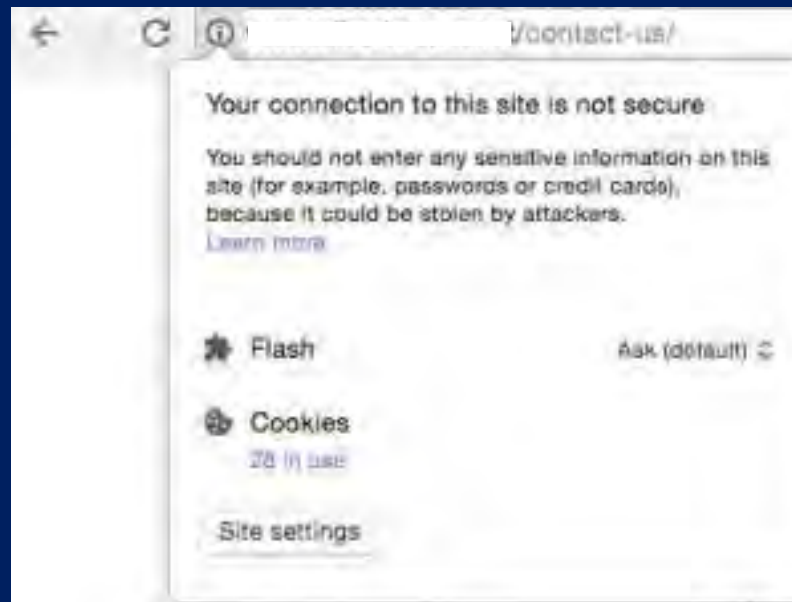 /contact-us/
Your connection to this site is not secure
You should not enter any sensitive information on this
site (for example, passwords or credit cards),
because it could be stolen by attackers.
Learn more
Flash Ask (default)
Cookies
28 in use
Site settings